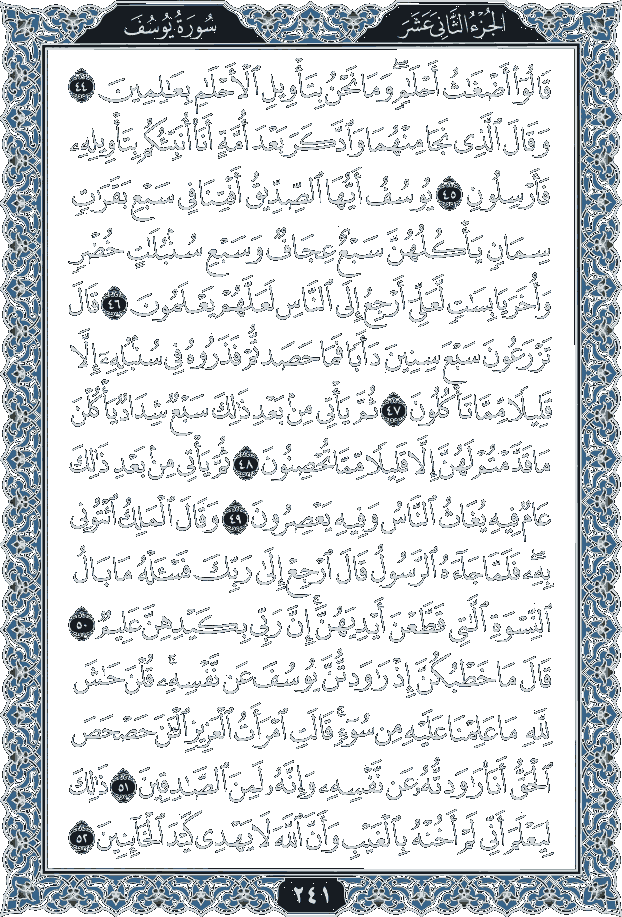 الجزء الثاني عشر
سورة يوسف
قَالُوٓا۟ أَضْغَـٰثُ أَحْلَـٰمٍ ۖ وَمَا نَحْنُ بِتَأْوِيلِ ٱلْأَحْلَـٰمِ بِعَـٰلِمِينَ ٤٤
وَقَالَ ٱلَّذِى نَجَا مِنْهُمَا وَٱدَّكَرَ بَعْدَ أُمَّةٍ أَنَا۠ أُنَبِّئُكُم بِتَأْوِيلِهِۦ
فَأَرْسِلُونِ ٤٥ يُوسُفُ أَيُّهَا ٱلصِّدِّيقُ أَفْتِنَا فِى سَبْعِ بَقَرَٰتٍ
سِمَانٍ يَأْكُلُهُنَّ سَبْعٌ عِجَافٌ وَسَبْعِ سُنۢبُلَـٰتٍ خُضْرٍ
وَأُخَرَ يَابِسَـٰتٍ لَّعَلِّىٓ أَرْجِعُ إِلَى ٱلنَّاسِ لَعَلَّهُمْ يَعْلَمُونَ ٤٦ قَالَ
تَزْرَعُونَ سَبْعَ سِنِينَ دَأَبًا فَمَا حَصَدتُّمْ فَذَرُوهُ فِى سُنۢبُلِهِۦٓ إِلَّا
قَلِيلًا مِّمَّا تَأْكُلُونَ ٤٧ ثُمَّ يَأْتِى مِنۢ بَعْدِ ذَٰلِكَ سَبْعٌ شِدَادٌ يَأْكُلْنَ
مَا قَدَّمْتُمْ لَهُنَّ إِلَّا قَلِيلًا مِّمَّا تُحْصِنُونَ ٤٨ ثُمَّ يَأْتِى مِنۢ بَعْدِ ذَٰلِكَ
عَامٌ فِيهِ يُغَاثُ ٱلنَّاسُ وَفِيهِ يَعْصِرُونَ ٤٩ وَقَالَ ٱلْمَلِكُ ٱئْتُونِى
بِهِۦ ۖ فَلَمَّا جَآءَهُ ٱلرَّسُولُ قَالَ ٱرْجِعْ إِلَىٰ رَبِّكَ فَسْـَٔلْهُ مَا بَالُ
ٱلنِّسْوَةِ ٱلَّـٰتِى قَطَّعْنَ أَيْدِيَهُنَّ ۚ إِنَّ رَبِّى بِكَيْدِهِنَّ عَلِيمٌ ٥٠
قَالَ مَا خَطْبُكُنَّ إِذْ رَٰوَدتُّنَّ يُوسُفَ عَن نَّفْسِهِۦ ۚ قُلْنَ حَـٰشَ
لِلَّهِ مَا عَلِمْنَا عَلَيْهِ مِن سُوٓءٍ ۚ قَالَتِ ٱمْرَأَتُ ٱلْعَزِيزِ ٱلْـَٔـٰنَ حَصْحَصَ
ٱلْحَقُّ أَنَا۠ رَٰوَدتُّهُۥ عَن نَّفْسِهِۦ وَإِنَّهُۥ لَمِنَ ٱلصَّـٰدِقِينَ ٥١ ذَٰلِكَ
لِيَعْلَمَ أَنِّى لَمْ أَخُنْهُ بِٱلْغَيْبِ وَأَنَّ ٱللَّهَ لَا يَهْدِى كَيْدَ ٱلْخَآئِنِينَ ٥٢
٢٤١